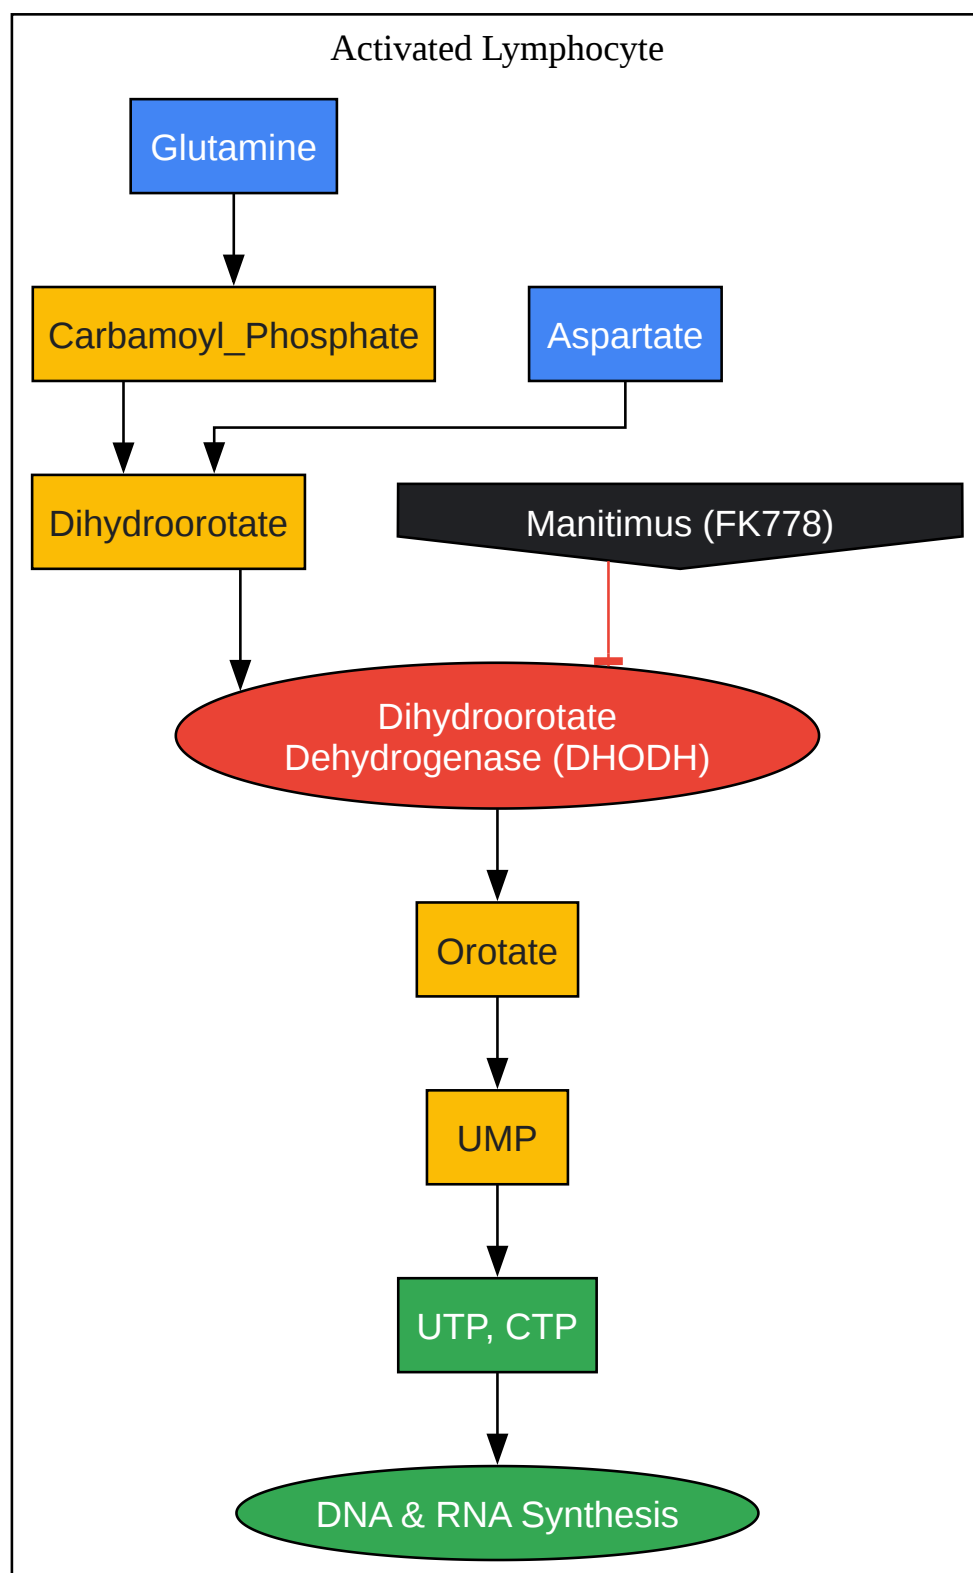 Activated Lymphocyte
Glutamine
Carbamoyl_Phosphate
Aspartate
Dihydroorotate
Manitimus (FK778)
Dihydroorotate
Dehydrogenase (DHODH)
Orotate
UMP
UTP, CTP
DNA & RNA Synthesis